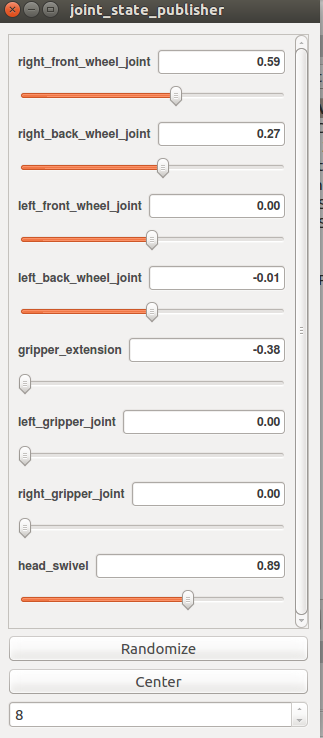 joint_state_publisher
right_front_wheel_joint 0.59
right_back_wheel_joint 0.27
left_front_wheel_joint 0.00
left_back_wheel_joint -0.01
gripper_extension -0.38
left_gripper_joint 0.00
right_gripper_joint 0.00
head_swivel 0.89
Randomize
Center
8